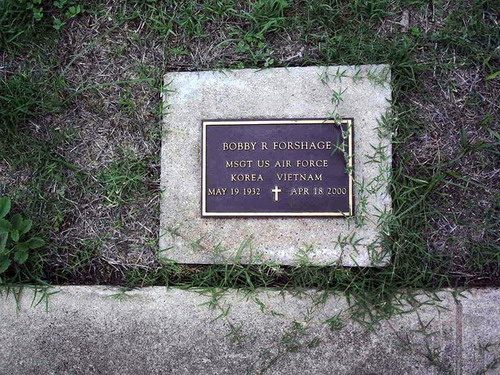 BOBBY R FORSHAGE
MSGT US AIR FORCE
KOREA VIETNAM
MAY 19 1932 APR 18 2000